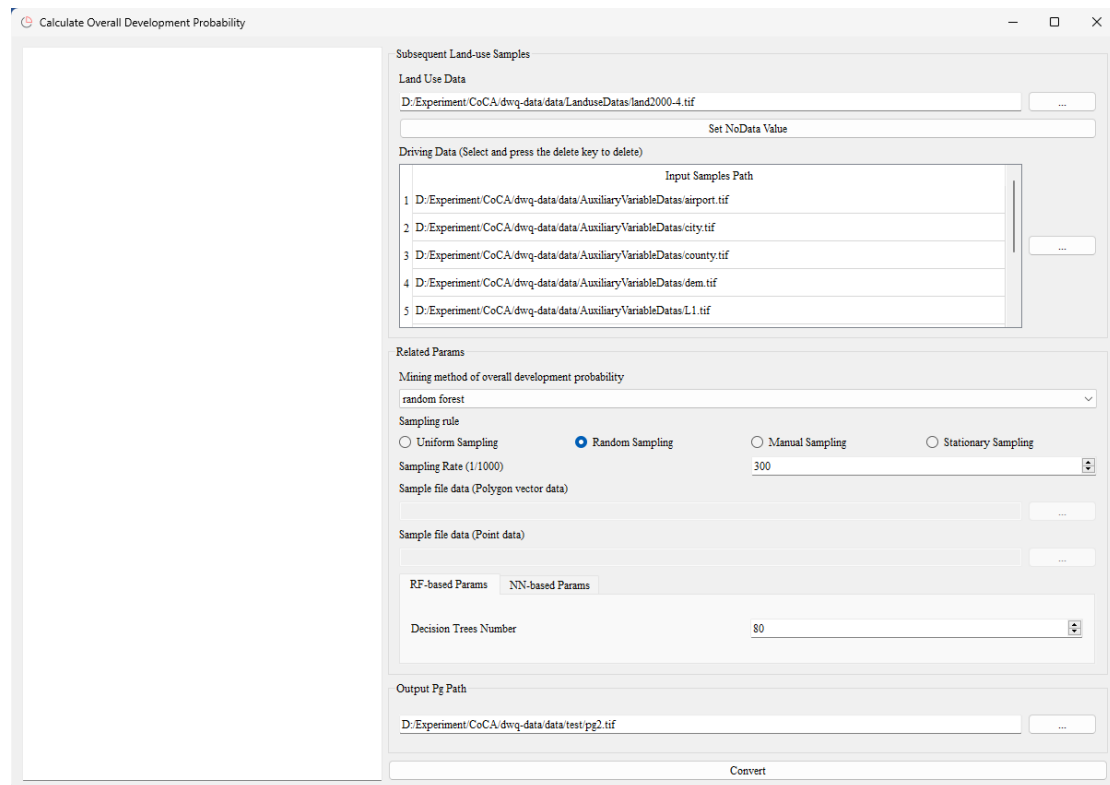 Calculate Overall Development Probability
Subsequent Land-use Samples
Land Use Data
D:/Experiment/CoCA/dwq-data/data/LanduseDatas/land2000-4.tif
...
Set NoData Value
Driving Data (Select and press the delete key to delete)
Input Samples Path
1 D:/Experiment/CoCA/dwq-data/data/AuxiliaryVariableDatas/airport.tif
2 D:/Experiment/CoCA/dwq-data/data/AuxiliaryVariableDatas/city.tif
3 D:/Experiment/CoCA/dwq-data/data/AuxiliaryVariableDatas/county.tif
...
4 D:/Experiment/CoCA/dwq-data/data/AuxiliaryVariableDatas/dem.tif
5 D:/Experiment/CoCA/dwq-data/data/AuxiliaryVariableDatas/L1.tif
Related Params
Mining method of overall development probability
random forest
Sampling rule
Uniform Sampling Random Sampling Manual Sampling Stationary Sampling
Sampling Rate (1/1000) 300
Sample file data (Polygon vector data)
...
Sample file data (Point data)
...
RF-based Params NN-based Params
Decision Trees Number 80
Output Pg Path
D:/Experiment/CoCA/dwq-data/data/test/pg2.tif
...
Convert